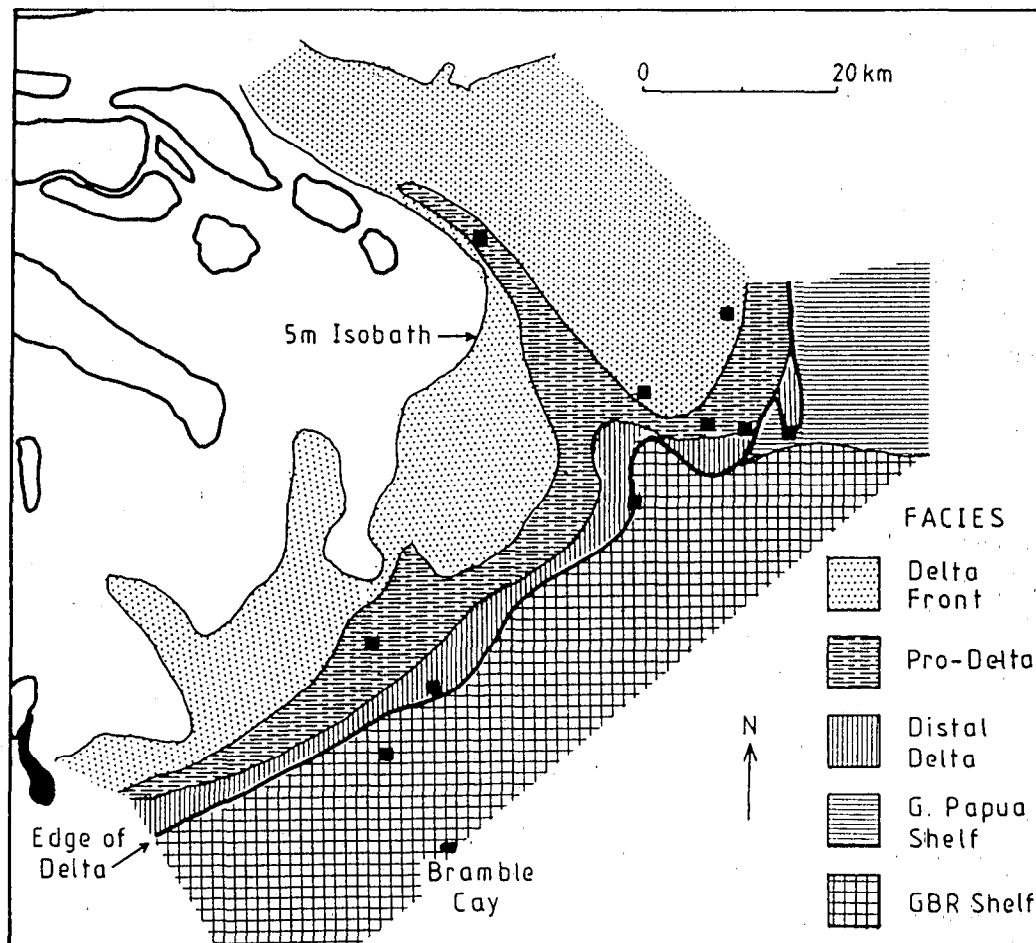 0 20 km
5m Isobath
FACIES
Delta
Front
Pro-Delta
Distal
Delta
G. Papua
Shelf
GBR Shelf
N
Edge of
Delta
Bramble
Cay